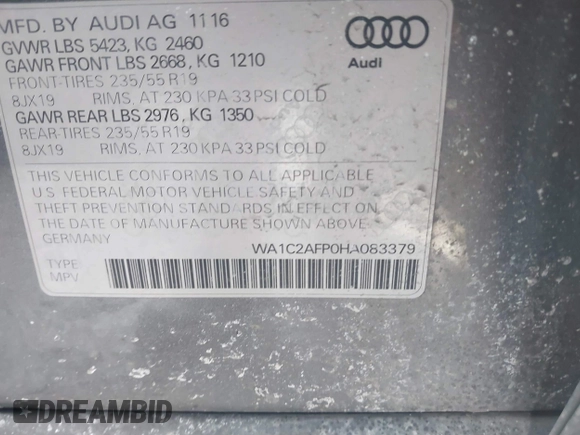 MFD. BY AUDI AG 11 16
GVWR LBS 5423, KG 2460
GAWR FRONT LBS 2668, KG 1210
FRONT-TIRES 235/55 R19
8JX19 RIMS, AT 230 KPA 33 PSI COLD
GAWR REAR LBS 2976, KG 1350
REAR-TIRES 235/55 R19
8JX19 RIMS, AT 230 KPA 33 PSI COLD
Audi
THIS VEHICLE CONFORMS TO ALL APPLICABLE
U.S. FEDERAL MOTOR VEHICLE SAFETY AND
THEFT PREVENTION STANDARDS IN EFFECT ON
THE DATE OF MANUFACTURE SHOWN ABOVE.
GERMANY
WA1C2AFP0HA083379
TYPE:
MPV
DREAMBID